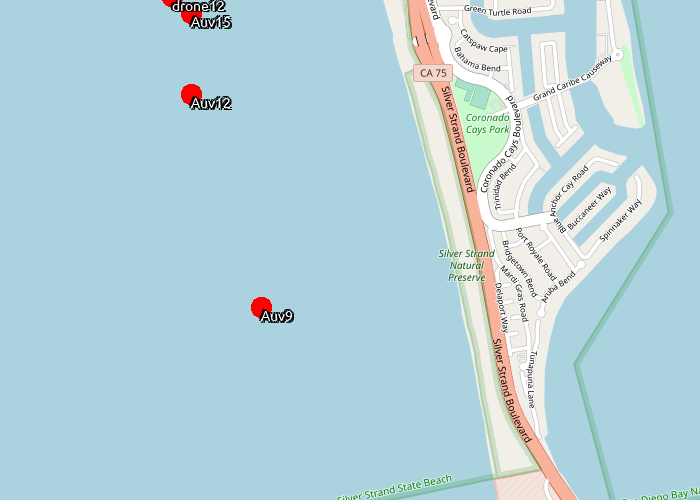 drone12
Auv15
Auv12
Auv9
Green Turtle Road
Catspaw Cape
Bahama Bend
CA 75
Grand Caribe Causeway
Coronado
Cays Park
Coronado Cays Boulevard
Silver Strand Boulevard
Trinidad Bend
Anchor Cay Road
Buccaneer Way
Spinnaker Way
Blue
Port Royale Road
Silver Strand
Natural
Preserve
Bridgetown Bend
Mardi Gras Road
Aruba Bend
Delaport Way
Silver Strand Boulevard
Tunapuna Lane
Silver Strand State Beach